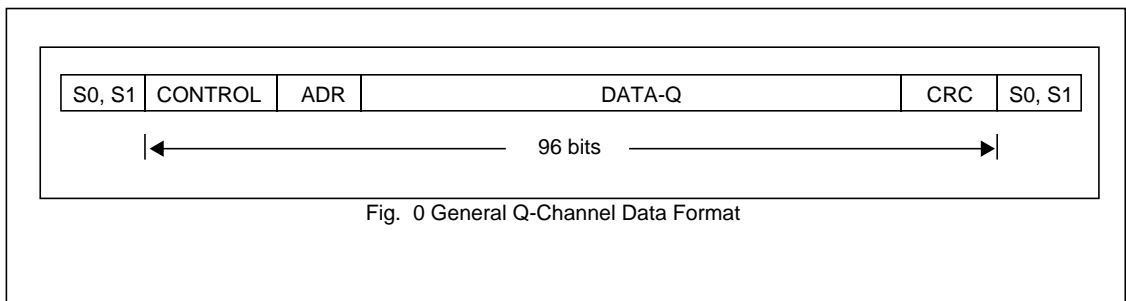 S0, S1 CONTROL ADR DATA-Q CRC S0, S1
96 bits
Fig. 0 General Q-Channel Data Format